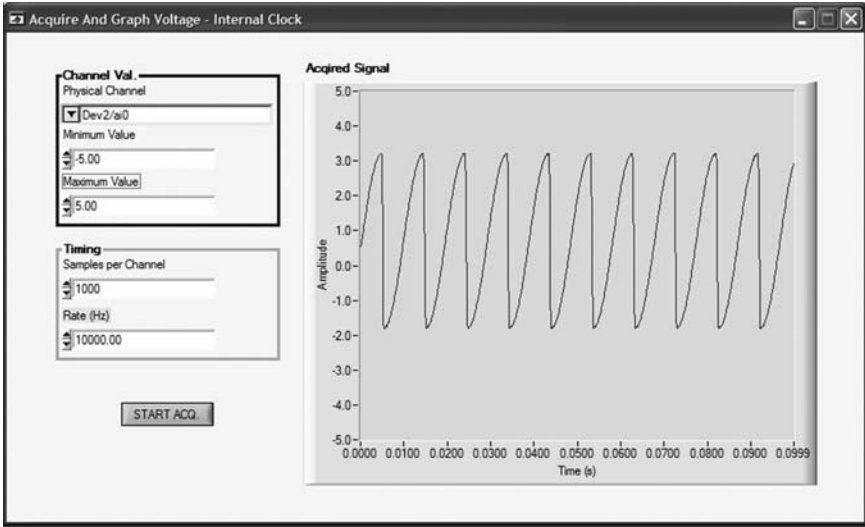 Acquire And Graph Voltage - Internal Clock
Channel Val.
Physical Channel
Dev2/ai0
Minimum Value
-5.00
Maximum Value
5.00
Timing
Samples per Channel
1000
Rate (Hz)
10000.00
START ACQ.
Acqired Signal
5.0
4.0
3.0
2.0
1.0
0.0
-1.0
-2.0
-3.0
-4.0
-5.0
Amplitude
0.0000 0.0100 0.0200 0.0300 0.0400 0.0500 0.0600 0.0700 0.0800 0.0900 0.0999
Time (s)